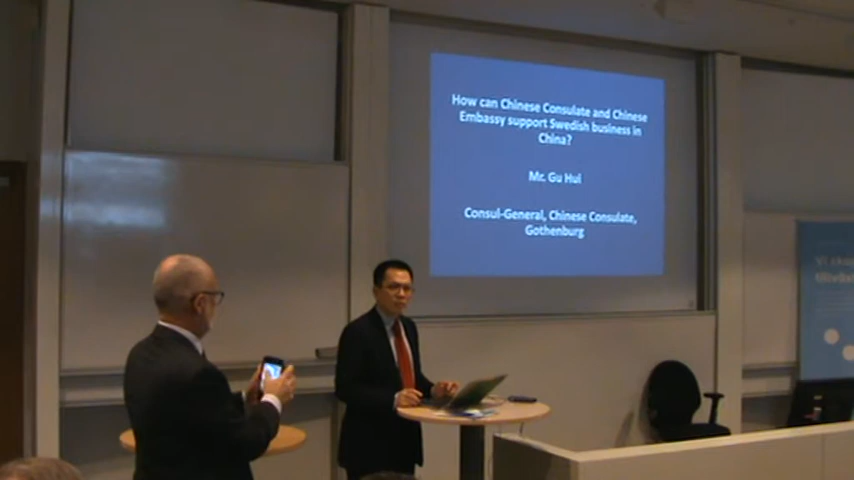 How can Chinese Consulate and Chinese
Embassy support Swedish business in
China?
Mr. Gu Hui
Consul-General, Chinese Consulate,
Gothenburg